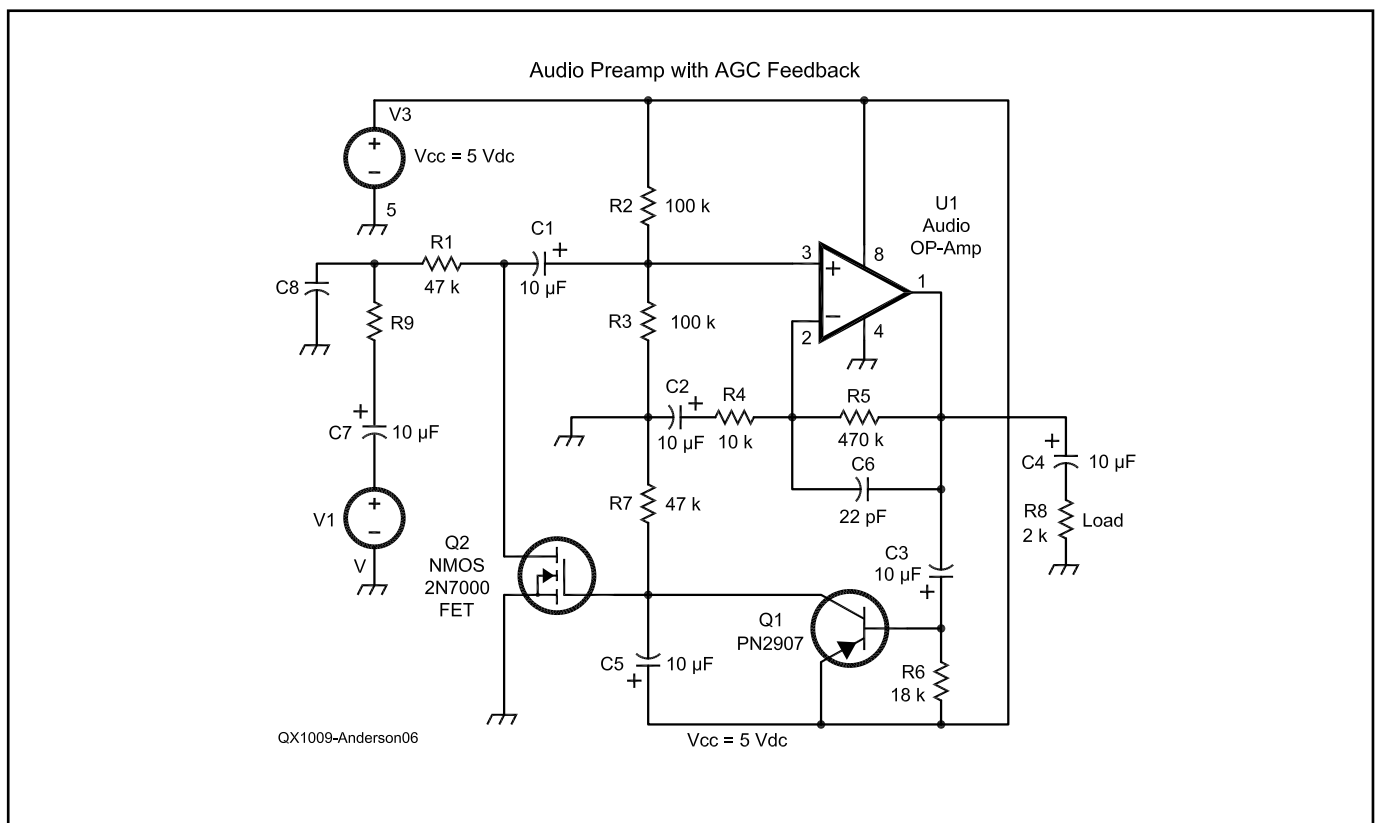 Audio Preamp with AGC Feedback
V3
+
Vcc = 5 Vdc
–
5
R2
100 k
U1
Audio
OP-Amp
R1
47 k
C1
+
10 µF
3
+
8
1
C8
R9
R3
100 k
–
2
4
C2
+
10 µF
R4
10 k
R5
470 k
C6
22 pF
+
C7
10 µF
+
C4
10 µF
R8
2 k
Load
V1
+
–
V
R7
47 k
Q2
NMOS
2N7000
FET
C3
10 µF
+
Q1
PN2907
C5
10 µF
+
R6
18 k
Vcc = 5 Vdc
QX1009-Anderson06